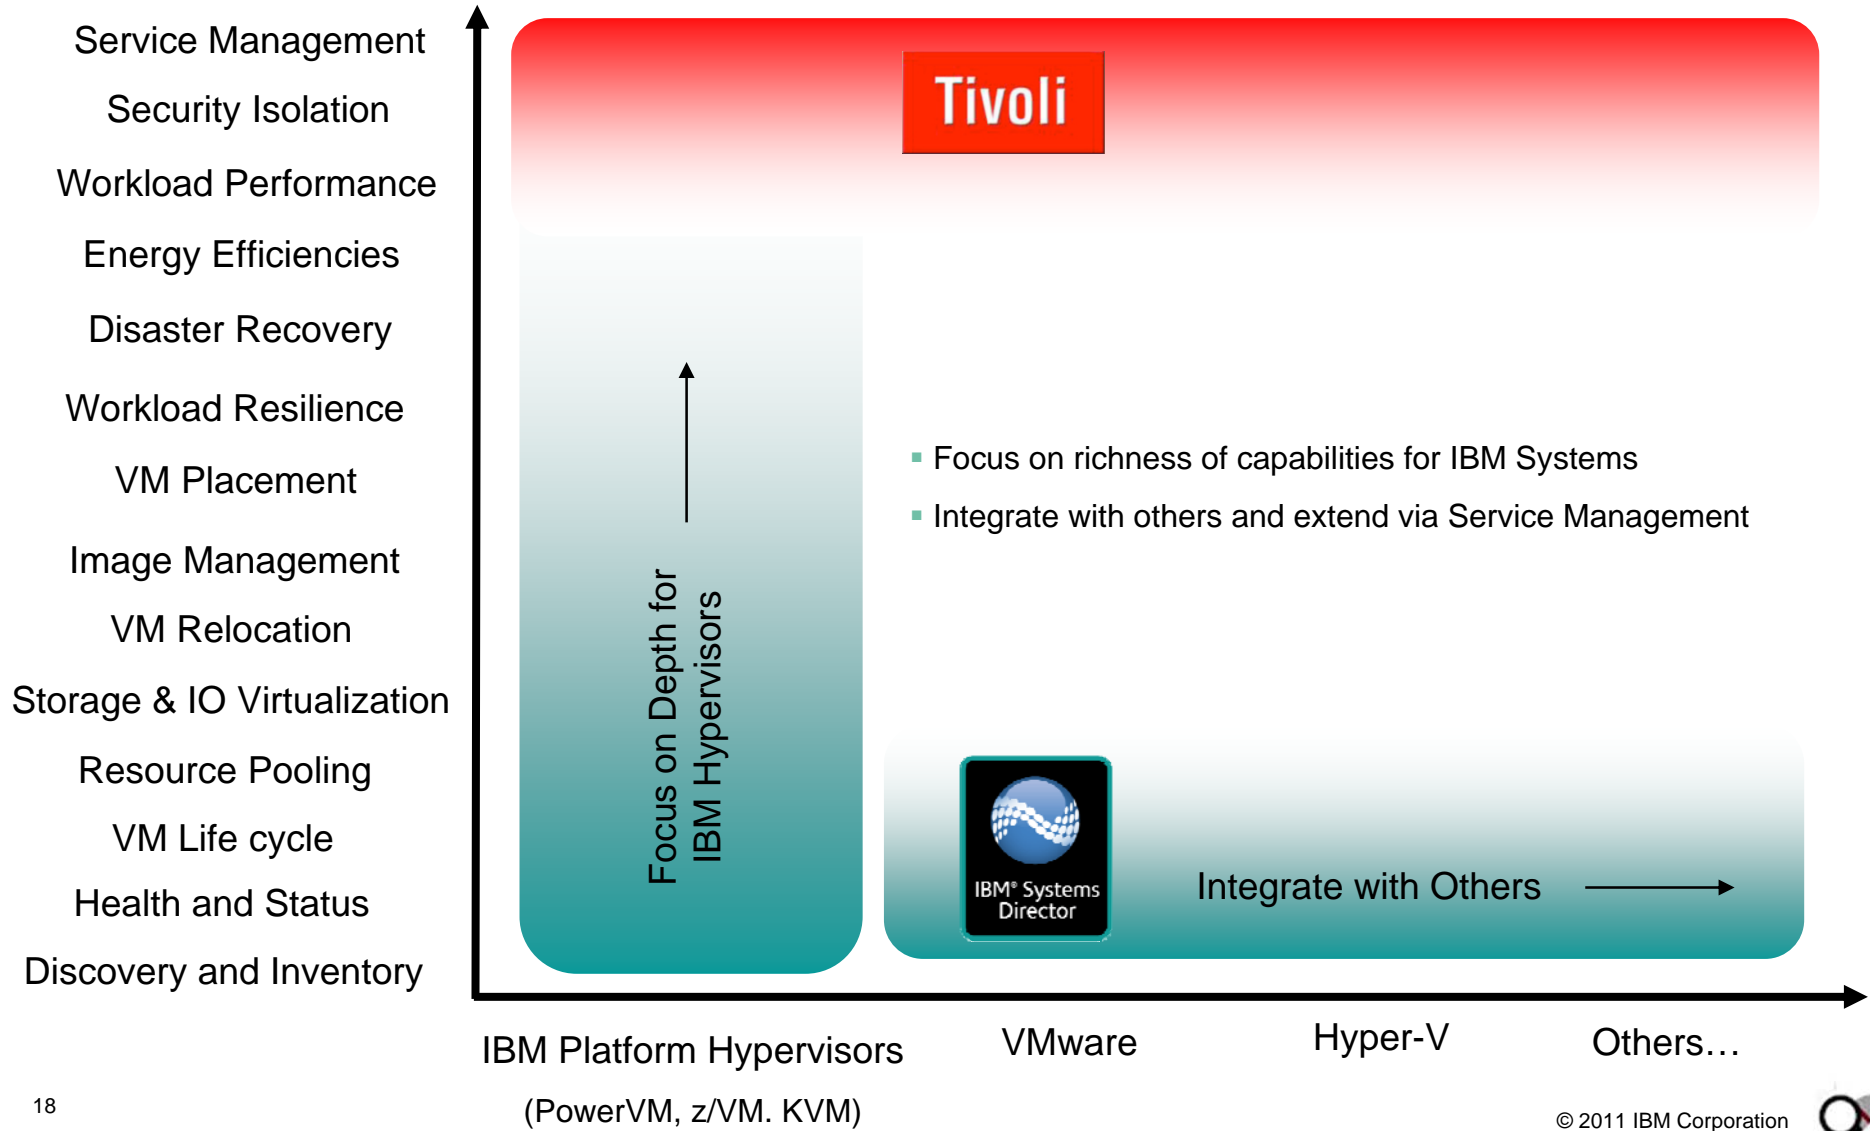 Service Management
Security Isolation
Workload Performance
Energy Efficiencies
Disaster Recovery
Workload Resilience
VM Placement
Image Management
VM Relocation
Storage & IO Virtualization
Resource Pooling
VM Life cycle
Health and Status
Discovery and Inventory
Tivoli
Focus on Depth for
IBM Hypervisors
▪ Focus on richness of capabilities for IBM Systems
▪ Integrate with others and extend via Service Management
IBM® Systems
Director
Integrate with Others
IBM Platform Hypervisors
(PowerVM, z/VM. KVM)
VMware
Hyper-V
Others…
18
© 2011 IBM Corporation